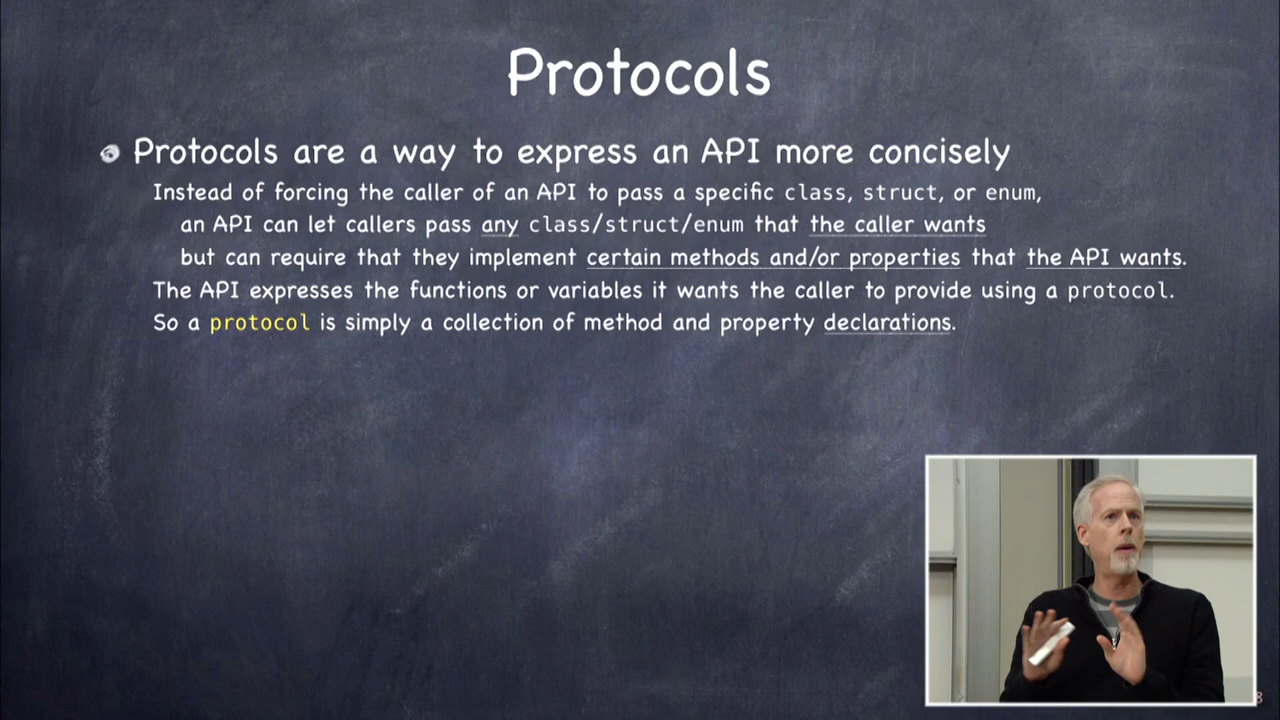 Protocols
Protocols are a way to express an API more concisely
Instead of forcing the caller of an API to pass a specific class, struct, or enum,
an API can let callers pass any class/struct/enum that the caller wants
but can require that they implement certain methods and/or properties that the API wants.
The API expresses the functions or variables it wants the caller to provide using a protocol.
So a protocol is simply a collection of method and property declarations.